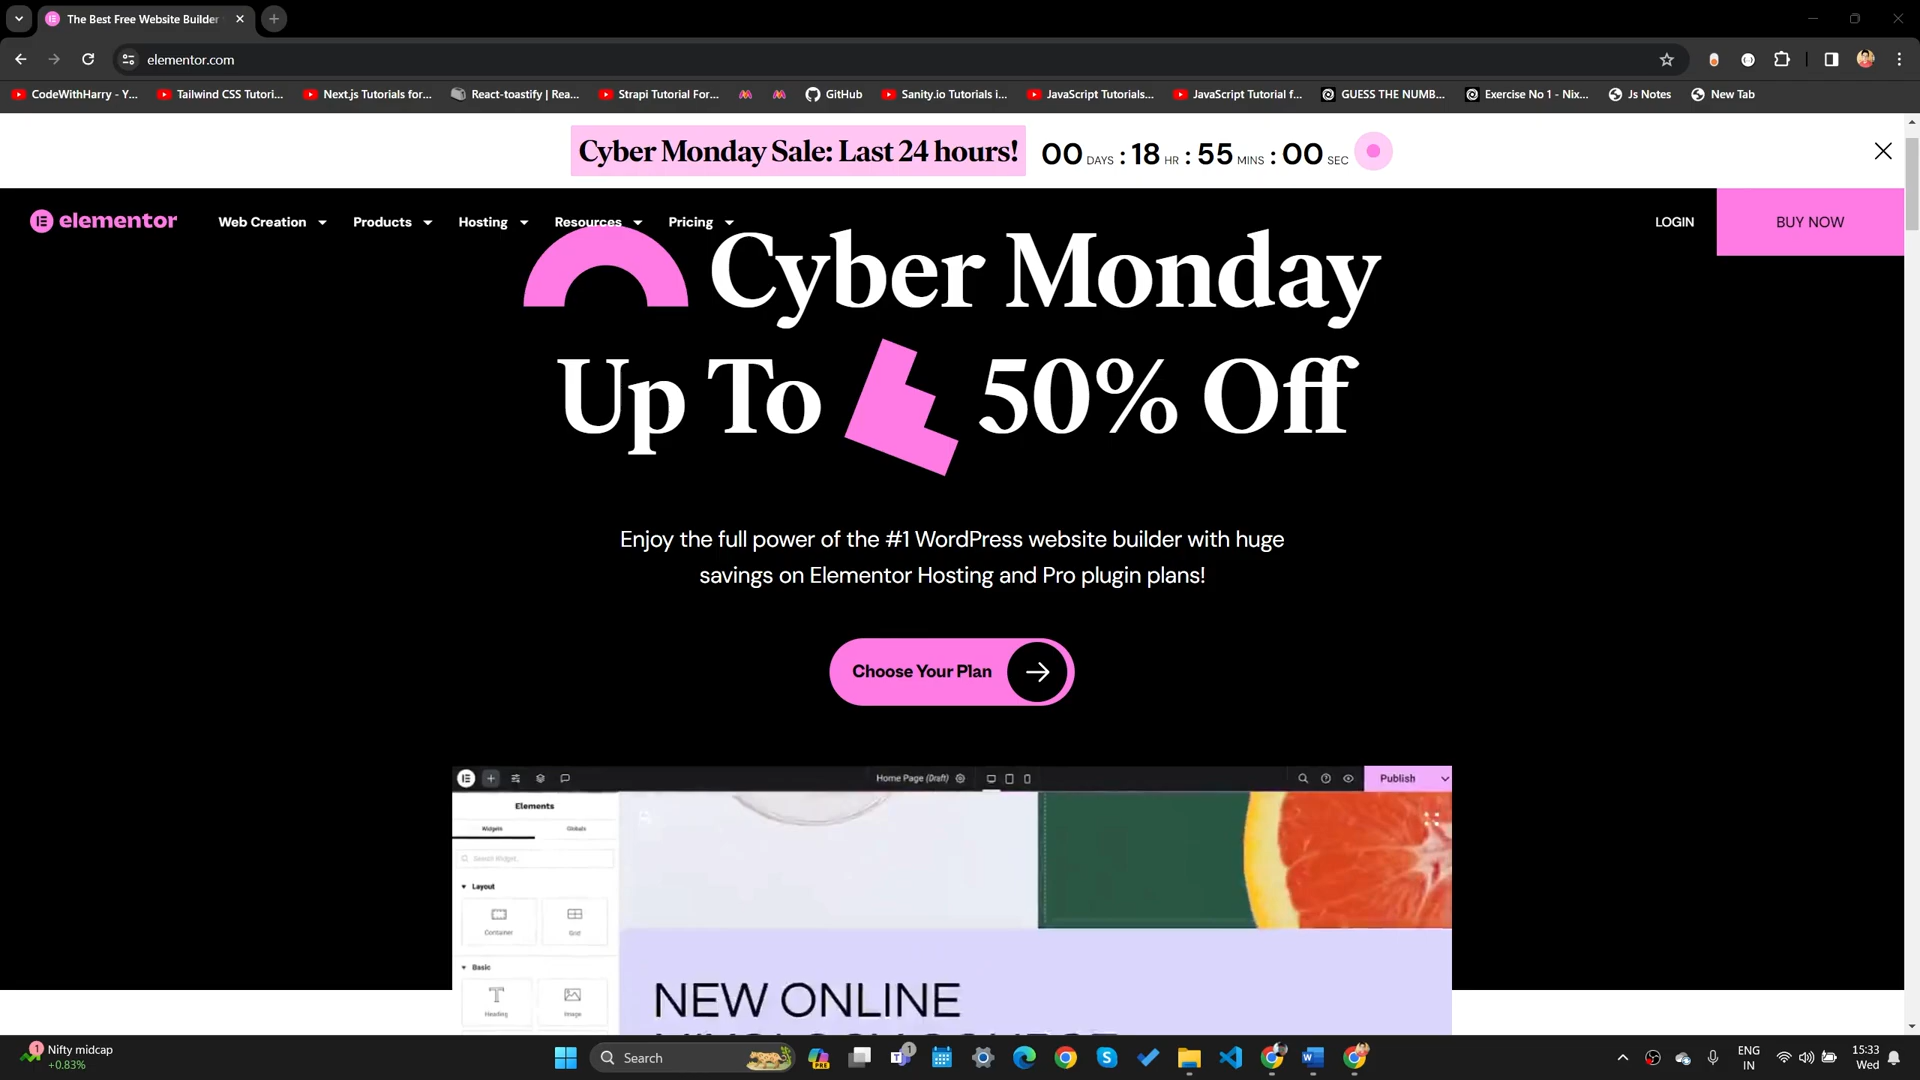 The Best Free Website Builder
elementor.com
CodeWithHarry - Y...
Tailwind CSS Tutori...
Next.js Tutorials for...
React-toastify | Rea...
Strapi Tutorial For...
GitHub
Sanity.io Tutorials i...
JavaScript Tutorials...
JavaScript Tutorial f...
GUESS THE NUMB...
Exercise No 1 - Nix...
Js Notes
New Tab
Cyber Monday Sale: Last 24 hours!
00 DAYS : 18 HR : 55 MINS : 00 SEC
elementor
Web Creation
Products
Hosting
Resources
Pricing
LOGIN
BUY NOW
Cyber Monday
Up To 50% Off
Enjoy the full power of the #1 WordPress website builder with huge
savings on Elementor Hosting and Pro plugin plans!
Choose Your Plan
Home Page (Draft)
Publish
Elements
Widgets
Globals
Search Widget...
Layout
Container
Grid
Basic
Heading
Image
NEW ONLINE
1
Nifty midcap
+0.83%
Search
PRE
1
ENG
IN
15:33
Wed